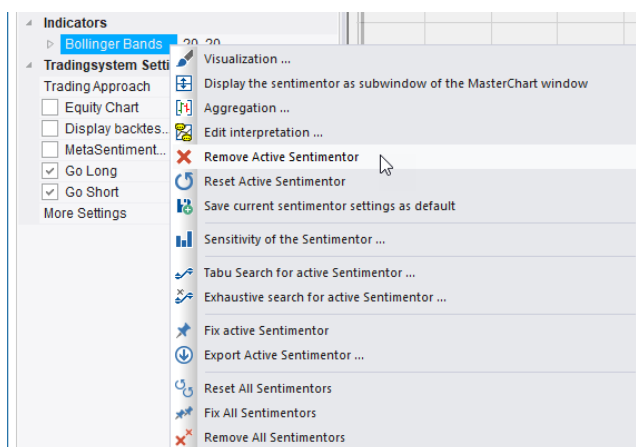 Indicators
Bollinger Bands 20, 20
Tradingsystem Setti
Trading Approach
Equity Chart
Display backtes...
MetaSentiment...
Go Long
Go Short
More Settings
Visualization ...
Display the sentimentor as subwindow of the MasterChart window
Aggregation ...
Edit interpretation ...
Remove Active Sentimentor
Reset Active Sentimentor
Save current sentimentor settings as default
Sensitivity of the Sentimentor ...
Tabu Search for active Sentimentor ...
Exhaustive search for active Sentimentor ...
Fix active Sentimentor
Export Active Sentimentor ...
Reset All Sentimentors
Fix All Sentimentors
Remove All Sentimentors